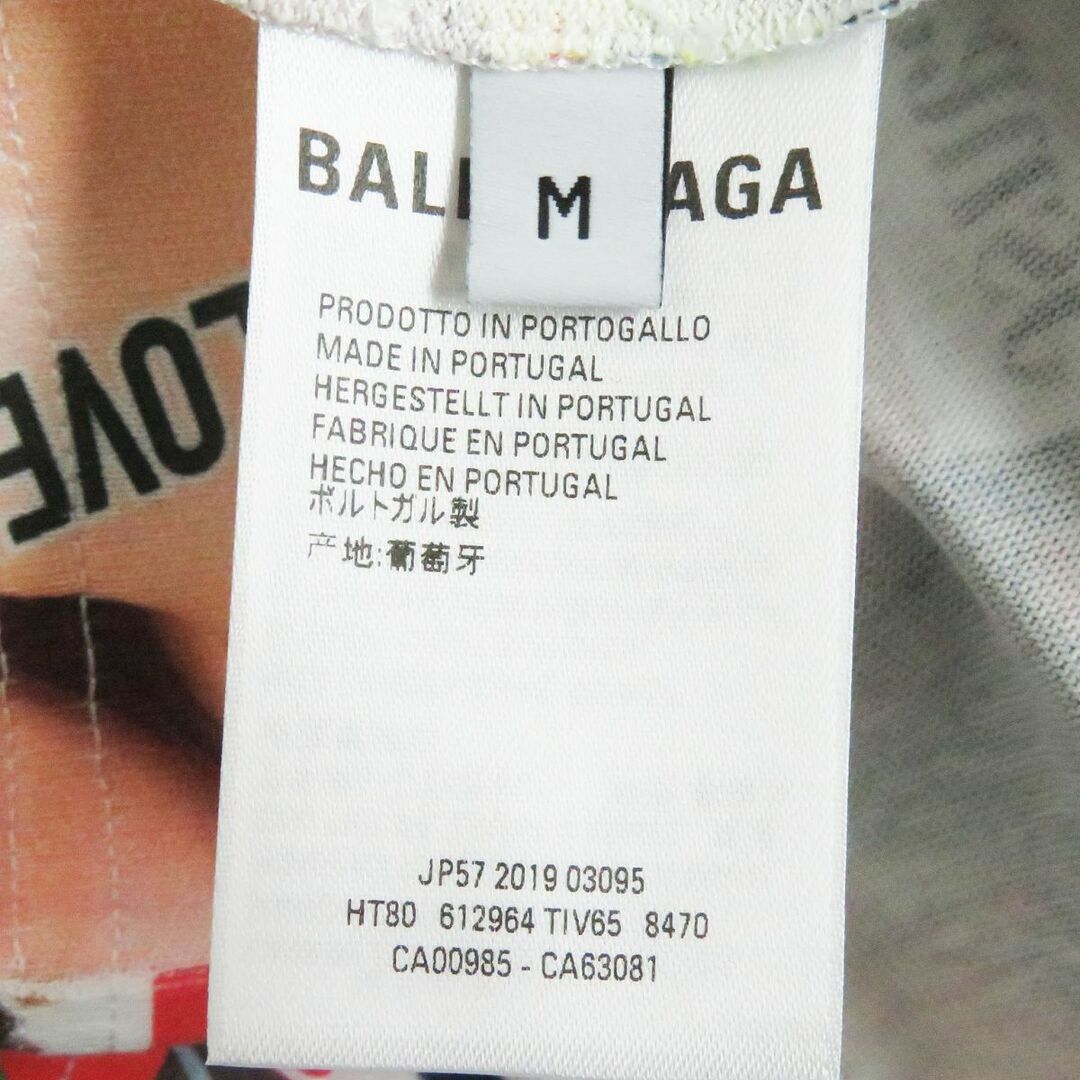 BAL AGA
M
PRODOTTO IN PORTOGALLO
MADE IN PORTUGAL
HERGESTELLT IN PORTUGAL
FABRIQUE EN PORTUGAL
HECHO EN PORTUGAL
ポルトガル製
产地:葡萄牙
JP57 2019 03095
HT80 612964 TIV65 8470
CA00985 - CA63081
LOVE